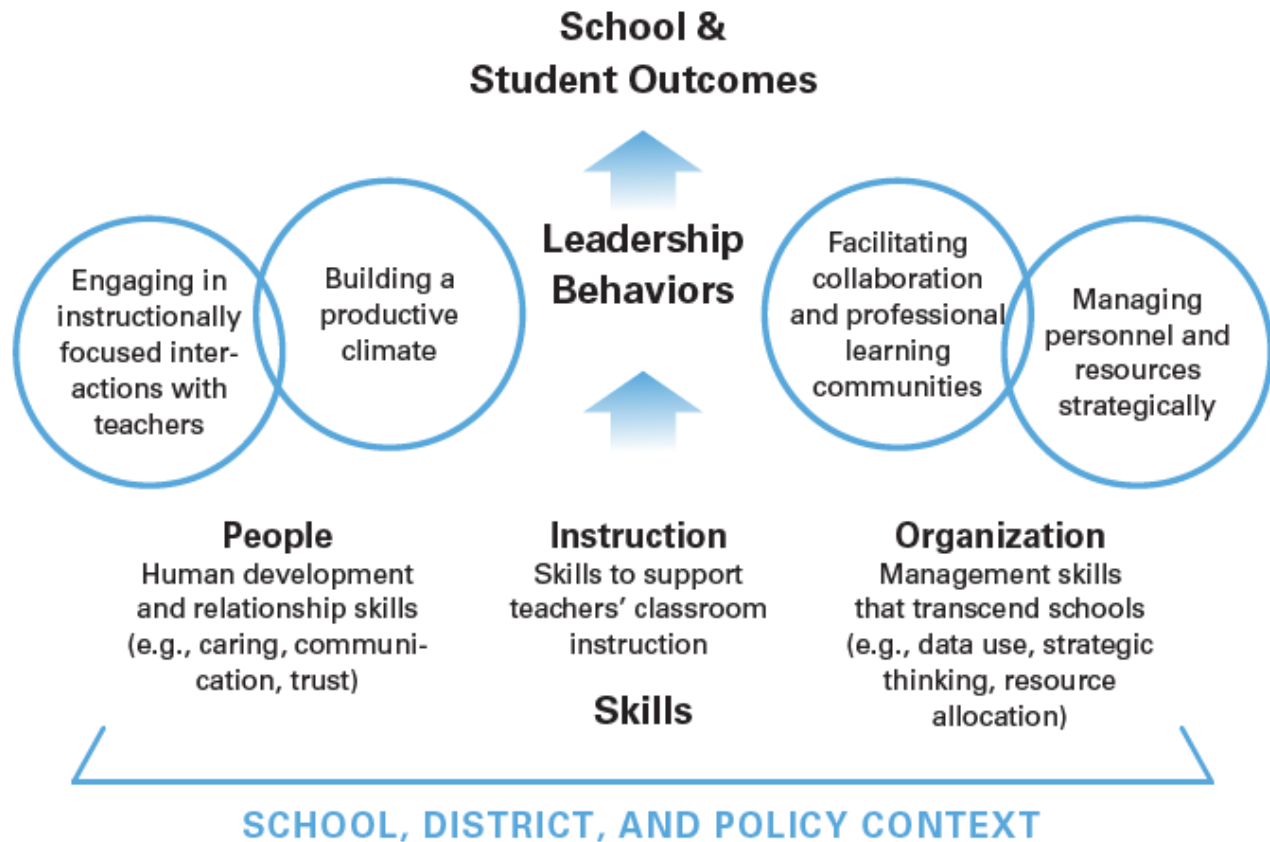 School &
Student Outcomes
Engaging in
instructionally
focused inter-
actions with
teachers
Building a
productive
climate
Leadership
Behaviors
Facilitating
collaboration
and professional
learning
communities
Managing
personnel and
resources
strategically
People
Human development
and relationship skills
(e.g., caring, communi-
cation, trust)
Instruction
Skills to support
teachers’ classroom
instruction
Organization
Management skills
that transcend schools
(e.g., data use, strategic
thinking, resource
allocation)
Skills
SCHOOL, DISTRICT, AND POLICY CONTEXT